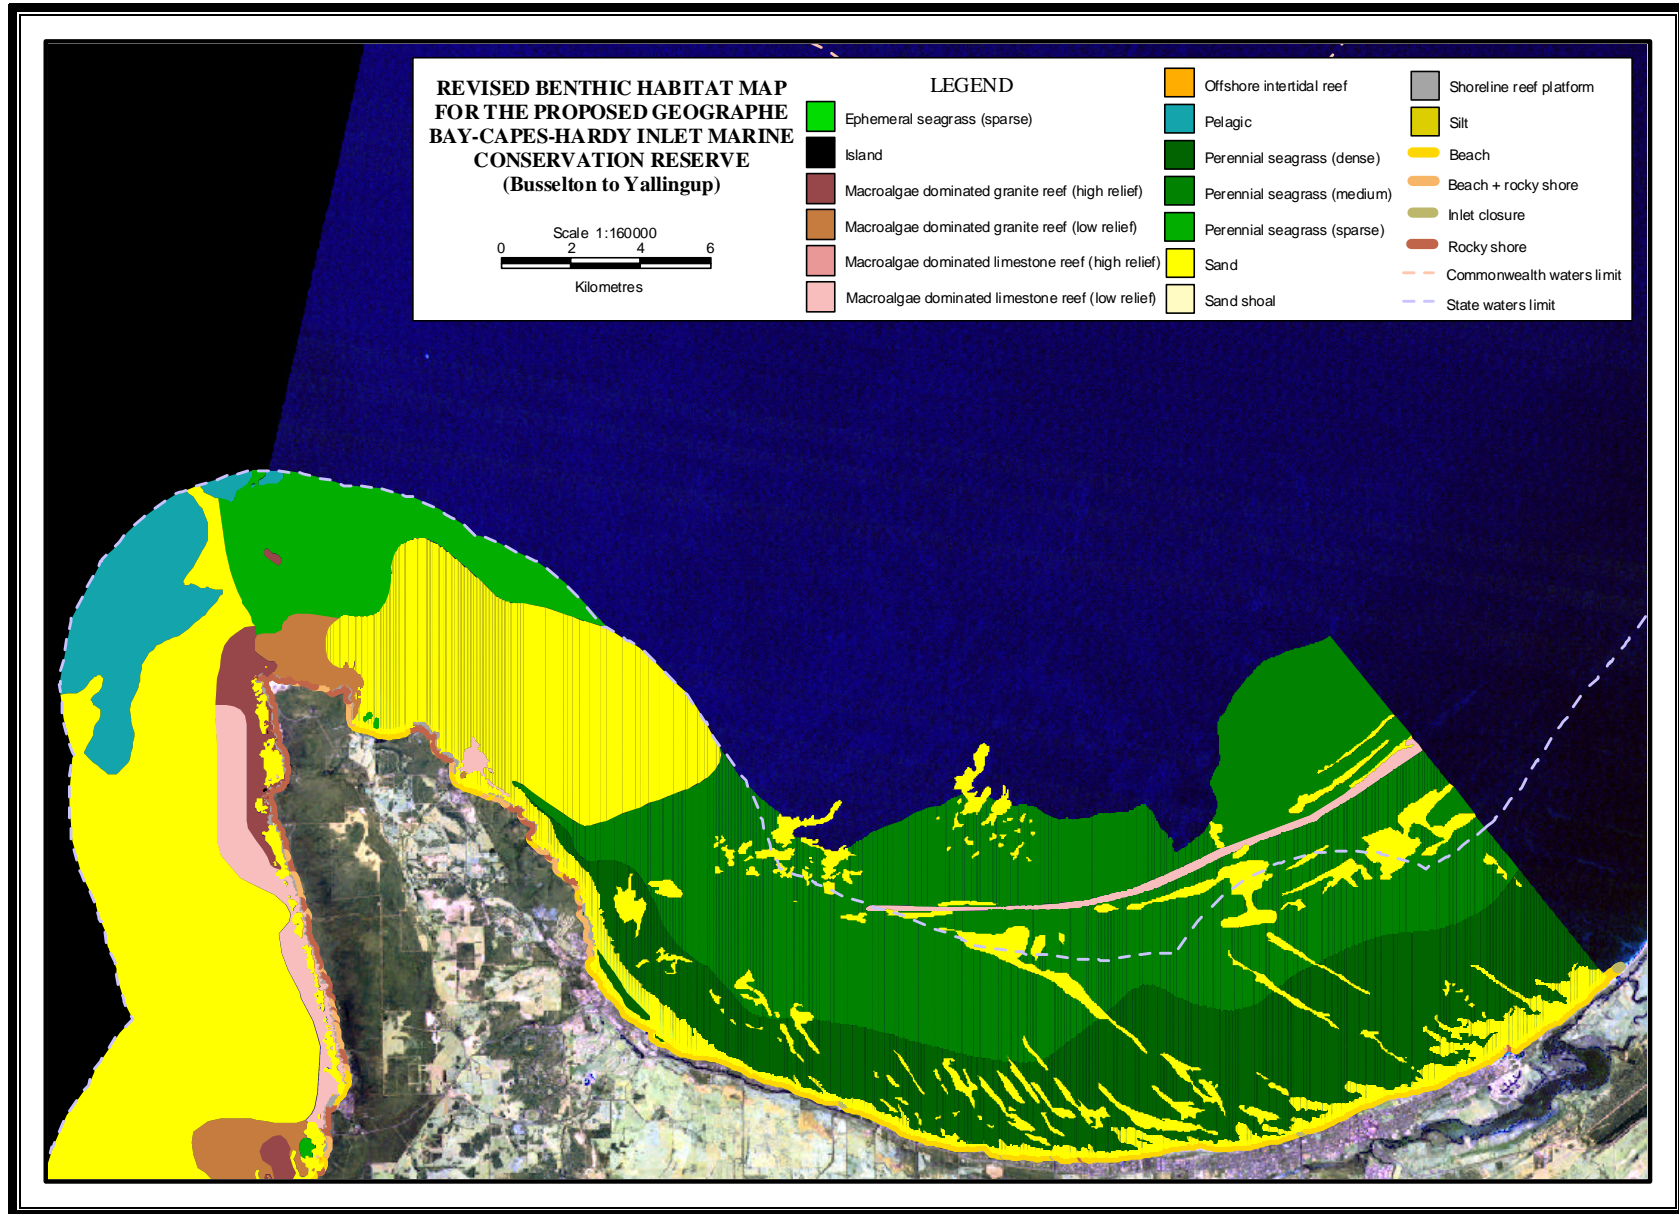 REVISED BENTHIC HABITAT MAP
FOR THE PROPOSED GEOGRAPHE
BAY-CAPES-HARDY INLET MARINE
CONSERVATION RESERVE
(Busselton to Yallingup)
Scale 1:160000
0 2 4 6
Kilometres
LEGEND
Ephemeral seagrass (sparse)
Island
Macroalgae dominated granite reef (high relief)
Macroalgae dominated granite reef (low relief)
Macroalgae dominated limestone reef (high relief)
Macroalgae dominated limestone reef (low relief)
Offshore intertidal reef
Pelagic
Perennial seagrass (dense)
Perennial seagrass (medium)
Perennial seagrass (sparse)
Sand
Sand shoal
Shoreline reef platform
Silt
Beach
Beach + rocky shore
Inlet closure
Rocky shore
Commonwealth waters limit
State waters limit